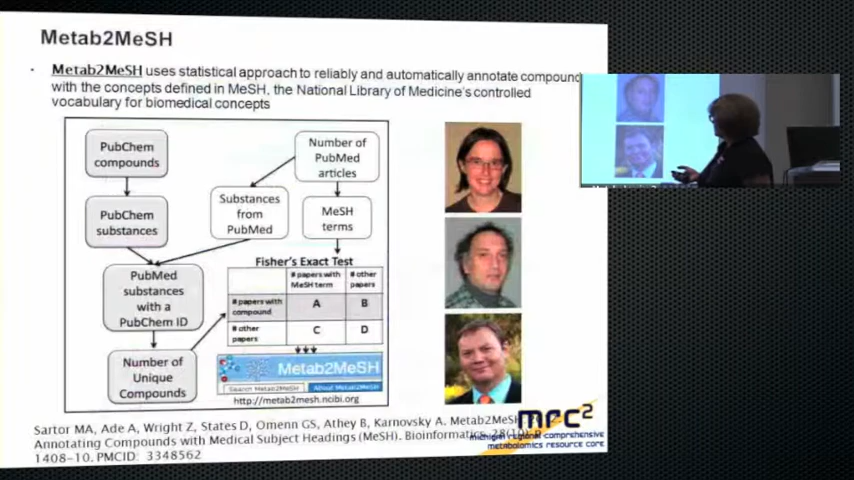 Metab2MeSH
Metab2MeSH uses statistical approach to reliably and automatically annotate compound
with the concepts defined in MeSH, the National Library of Medicine's controlled
vocabulary for biomedical concepts
PubChem
compounds
Number of
PubMed
articles
PubChem
substances
Substances
from
PubMed
MeSH
terms
PubMed
substances
with a
PubChem ID
Fisher's Exact Test
# papers with
MeSH term
# other
papers
# papers with
compound
A
B
# other
papers
C
D
Number of
Unique
Compounds
Metab2MeSH
Search Metab2MeSH
About Metab2MeSH
http://metab2mesh.ncibi.org
Sartor MA, Ade A, Wright Z, States D, Omenn GS, Athey B, Karnovsky A. Metab2MeSH:
Annotating Compounds with Medical Subject Headings (MeSH). Bioinformatics.
1408-10. PMCID: 3348562
mrc²
michigan regional comprehensive
metabolomics resource core